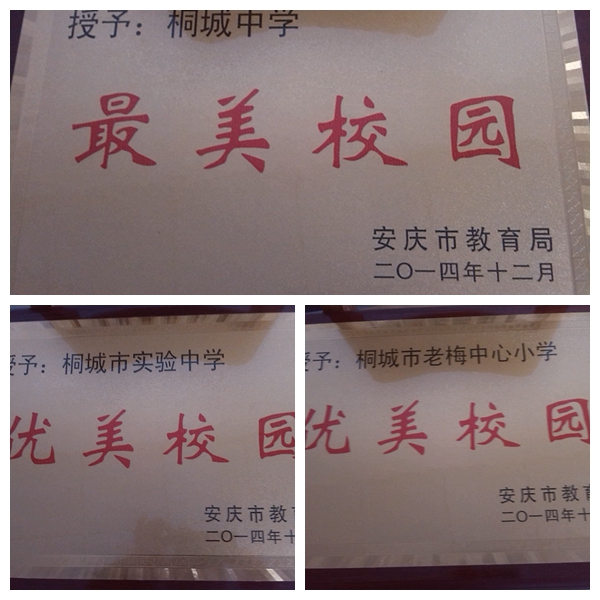 授予：桐城中学
最美校园
安庆市教育局
二〇一四年十二月
授予：桐城市实验中学
优美校园
安庆市教
二〇一四年十
授予：桐城市老梅中心小学
优美校园
安庆市教育
二〇一四年十